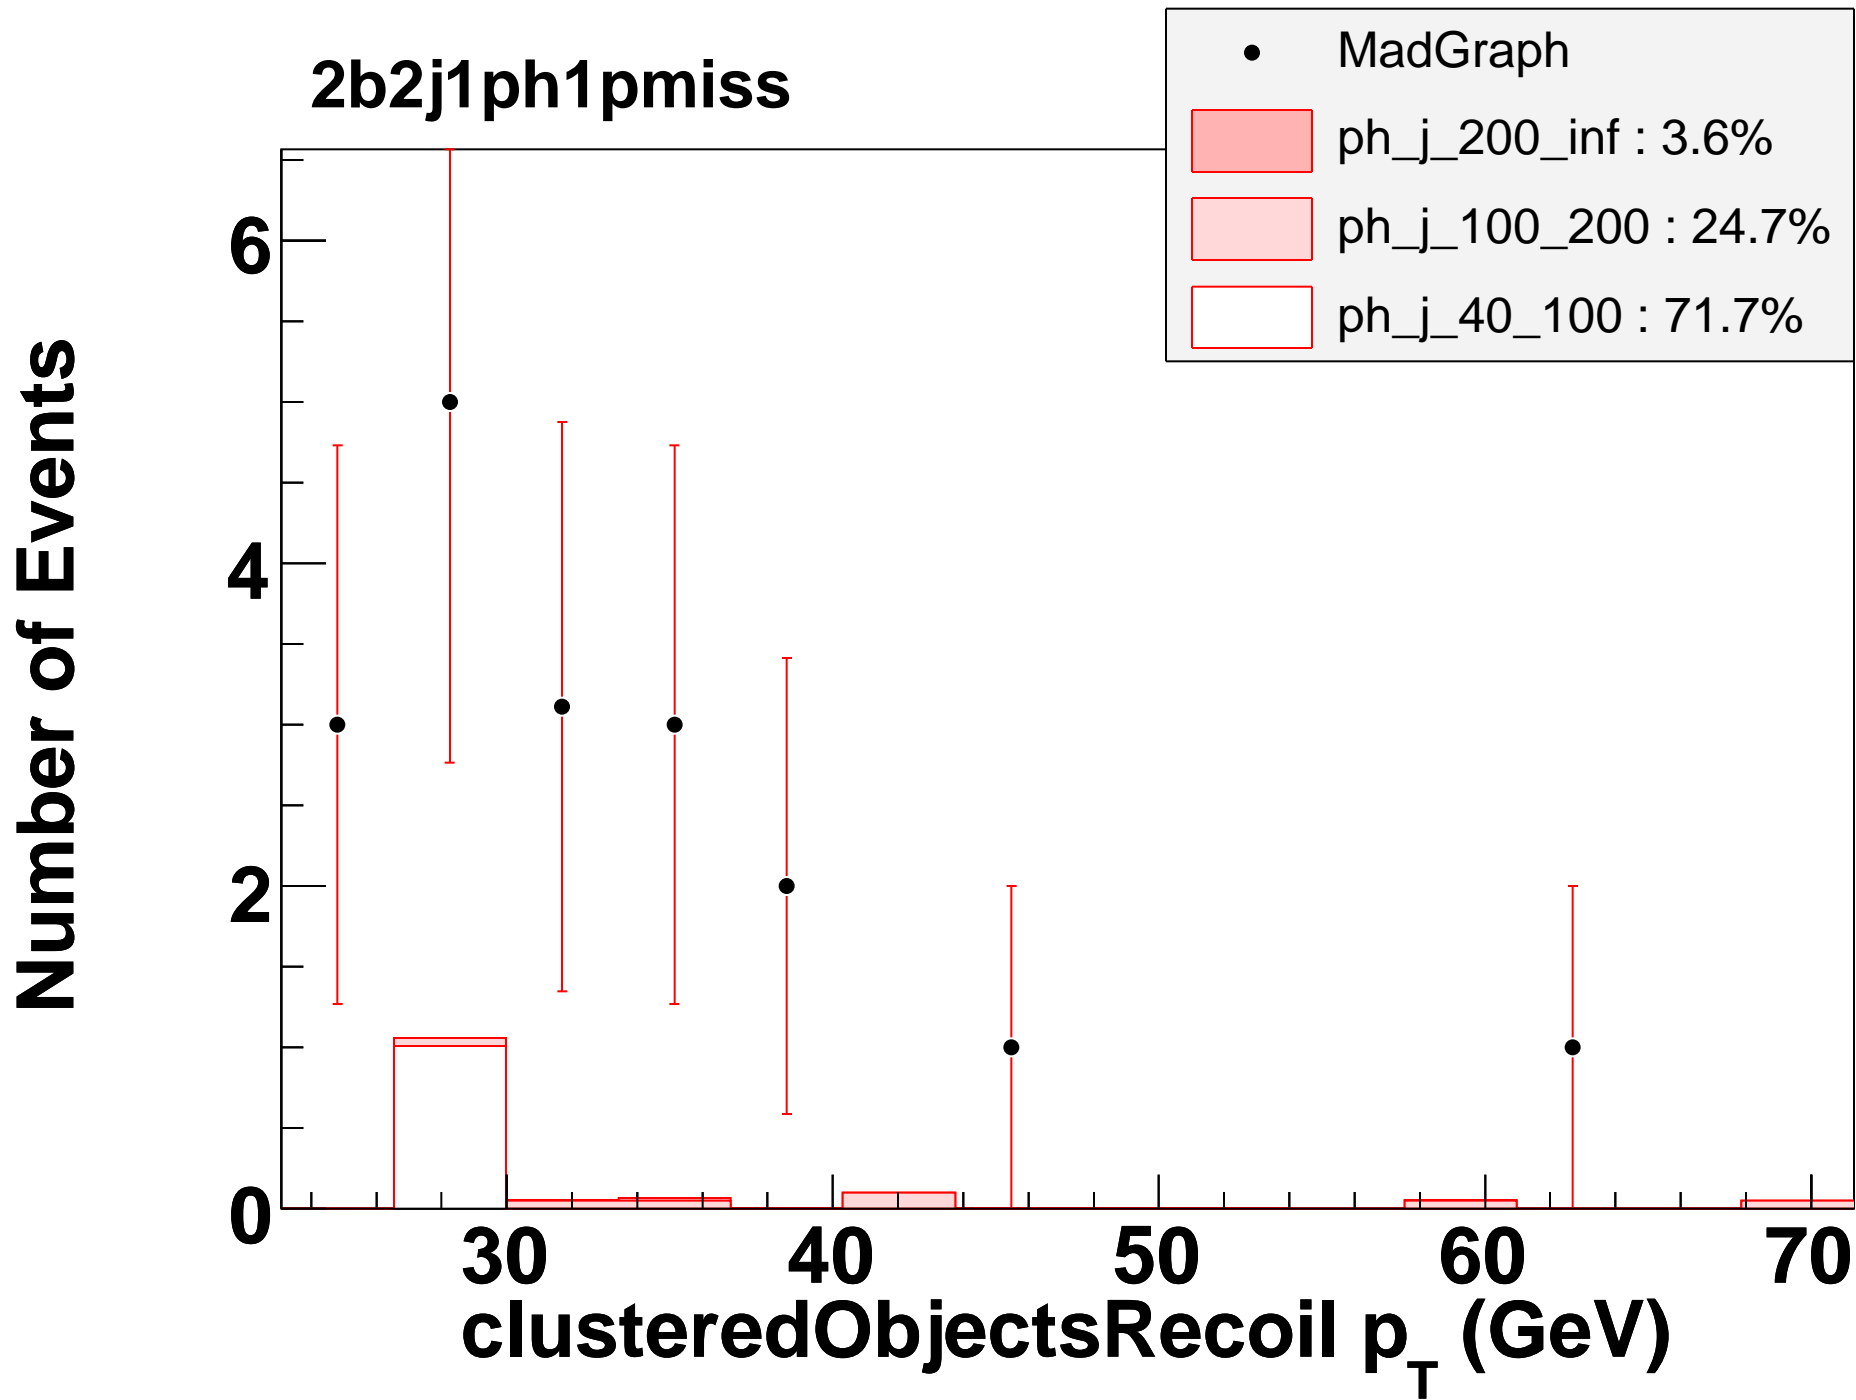 2b2j1ph1pmiss
MadGraph
ph_j_200_inf : 3.6%
ph_j_100_200 : 24.7%
ph_j_40_100 : 71.7%
Number of Events
6
4
2
0
30 40 50 60 70
clusteredObjectsRecoil p_T (GeV)